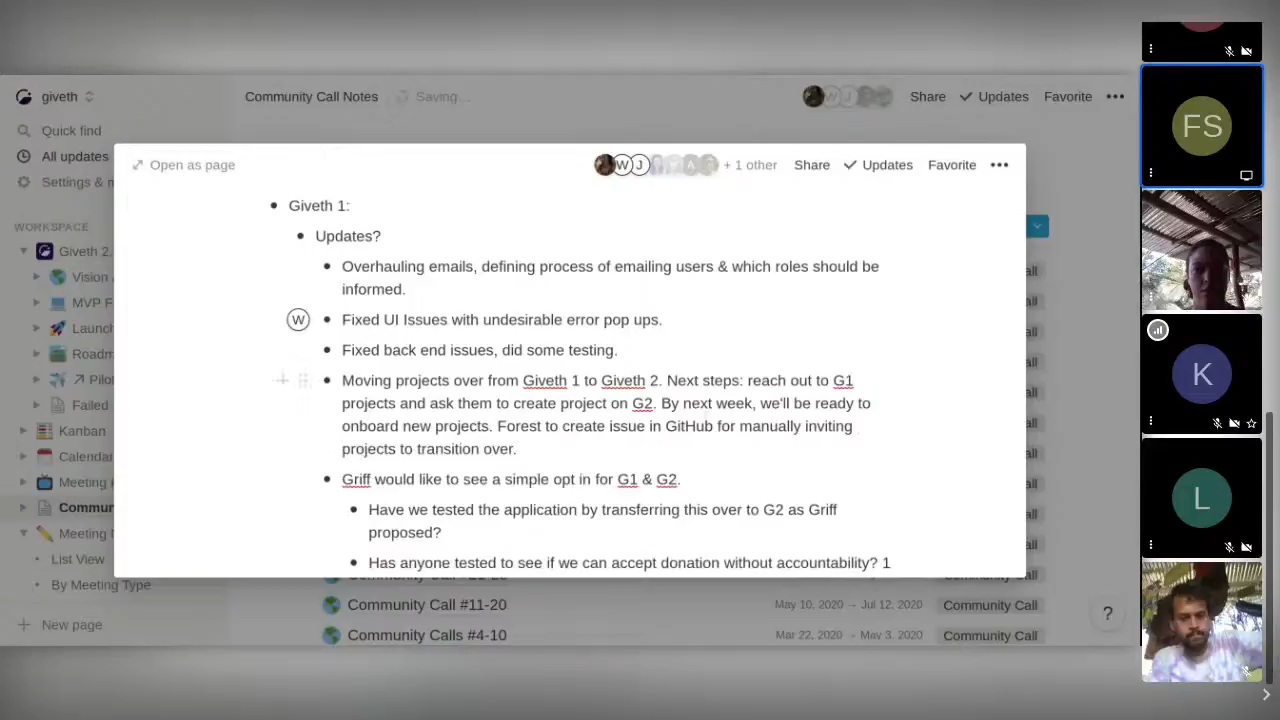 giveth
Community Call Notes
Saving...
Share
Updates
Favorite
Quick find
All updates
Settings & m
Open as page
W
J
A
+ 1 other
Share
Updates
Favorite
WORKSPACE
Giveth 2.
Vision
MVP F
Launch
Roadm
Pilot
Failed
Kanban
Calendar
Meeting
Commun
Meeting
List View
By Meeting Type
New page
Giveth 1:
Updates?
Overhauling emails, defining process of emailing users & which roles should be
informed.
W
Fixed UI Issues with undesirable error pop ups.
Fixed back end issues, did some testing.
Moving projects over from Giveth 1 to Giveth 2. Next steps: reach out to G1
projects and ask them to create project on G2. By next week, we'll be ready to
onboard new projects. Forest to create issue in GitHub for manually inviting
projects to transition over.
Griff would like to see a simple opt in for G1 & G2.
Have we tested the application by transferring this over to G2 as Griff
proposed?
Has anyone tested to see if we can accept donation without accountability? 1
Community Call #11-20
May 10, 2020 → Jul 12, 2020
Community Call
Community Calls #4-10
Mar 22, 2020 → May 3, 2020
Community Call
?
FS
K
L